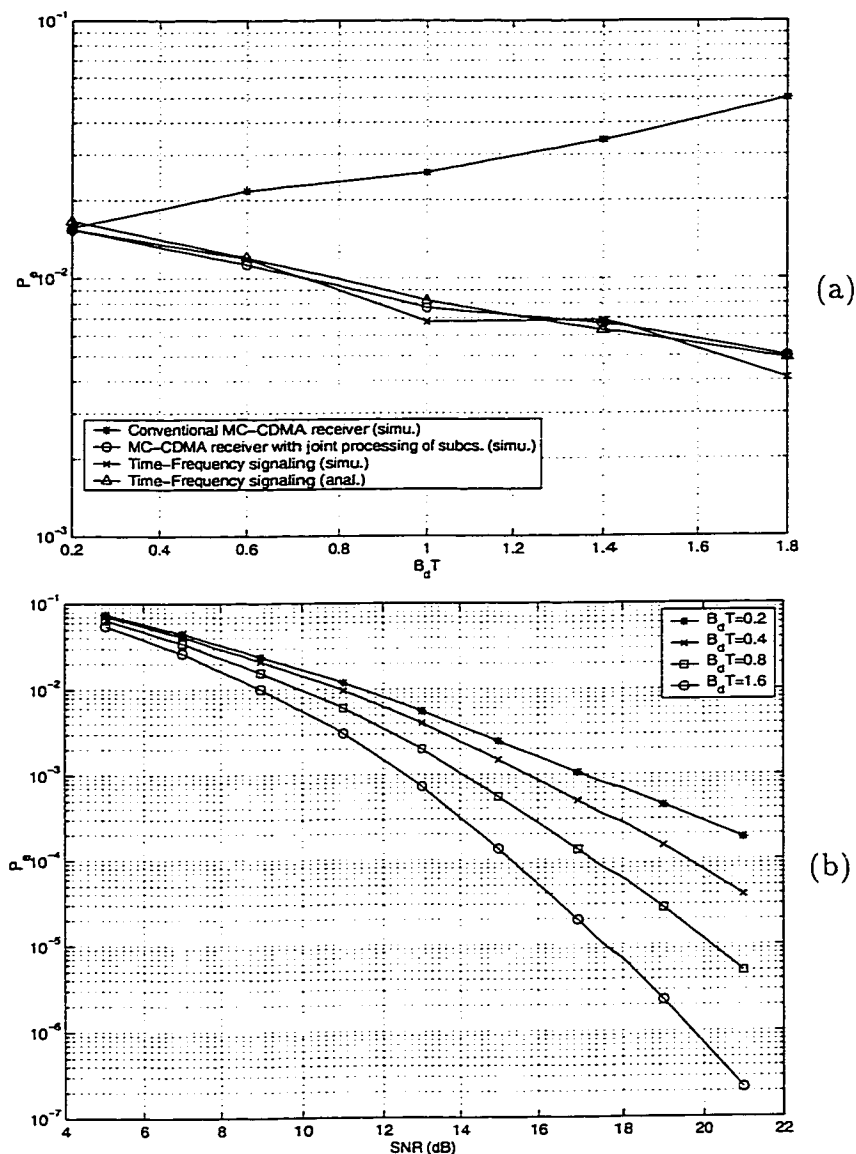 10⁻¹
10⁻²
10⁻³
Pₑ
(a)
Conventional MC–CDMA receiver (simu.)
MC–CDMA receiver with joint processing of subcs. (simu.)
Time–Frequency signaling (simu.)
Time–Frequency signaling (anal.)
0.2 0.4 0.6 0.8 1 1.2 1.4 1.6 1.8
B_dT
10⁻¹
10⁻²
10⁻³
10⁻⁴
10⁻⁵
10⁻⁶
10⁻⁷
Pₑ
(b)
B_dT=0.2
B_dT=0.4
B_dT=0.8
B_dT=1.6
4 6 8 10 12 14 16 18 20 22
SNR (dB)